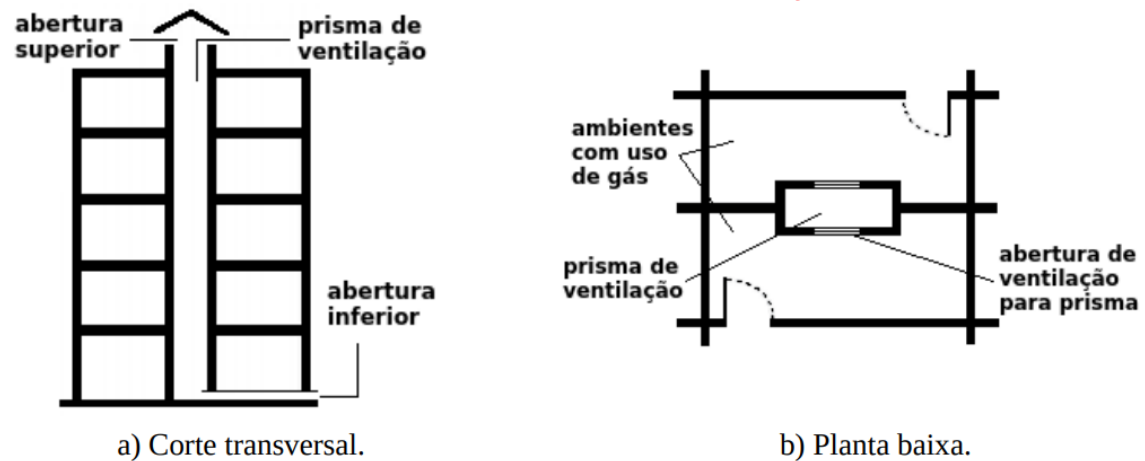 abertura
superior
prisma de
ventilação
abertura
inferior
a) Corte transversal.
ambientes
com uso
de gás
prisma de
ventilação
abertura de
ventilação
para prisma
b) Planta baixa.